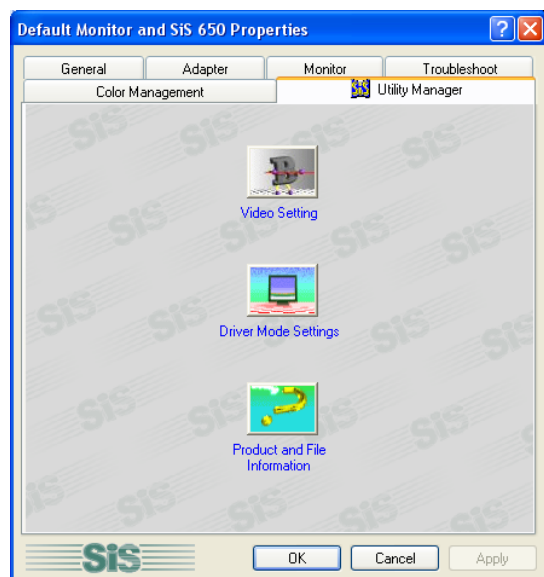 Default Monitor and SiS 650 Properties
General Adapter Monitor Troubleshoot
Color Management SiS Utility Manager
Video Setting
Driver Mode Settings
Product and File
Information
SiS
OK Cancel Apply